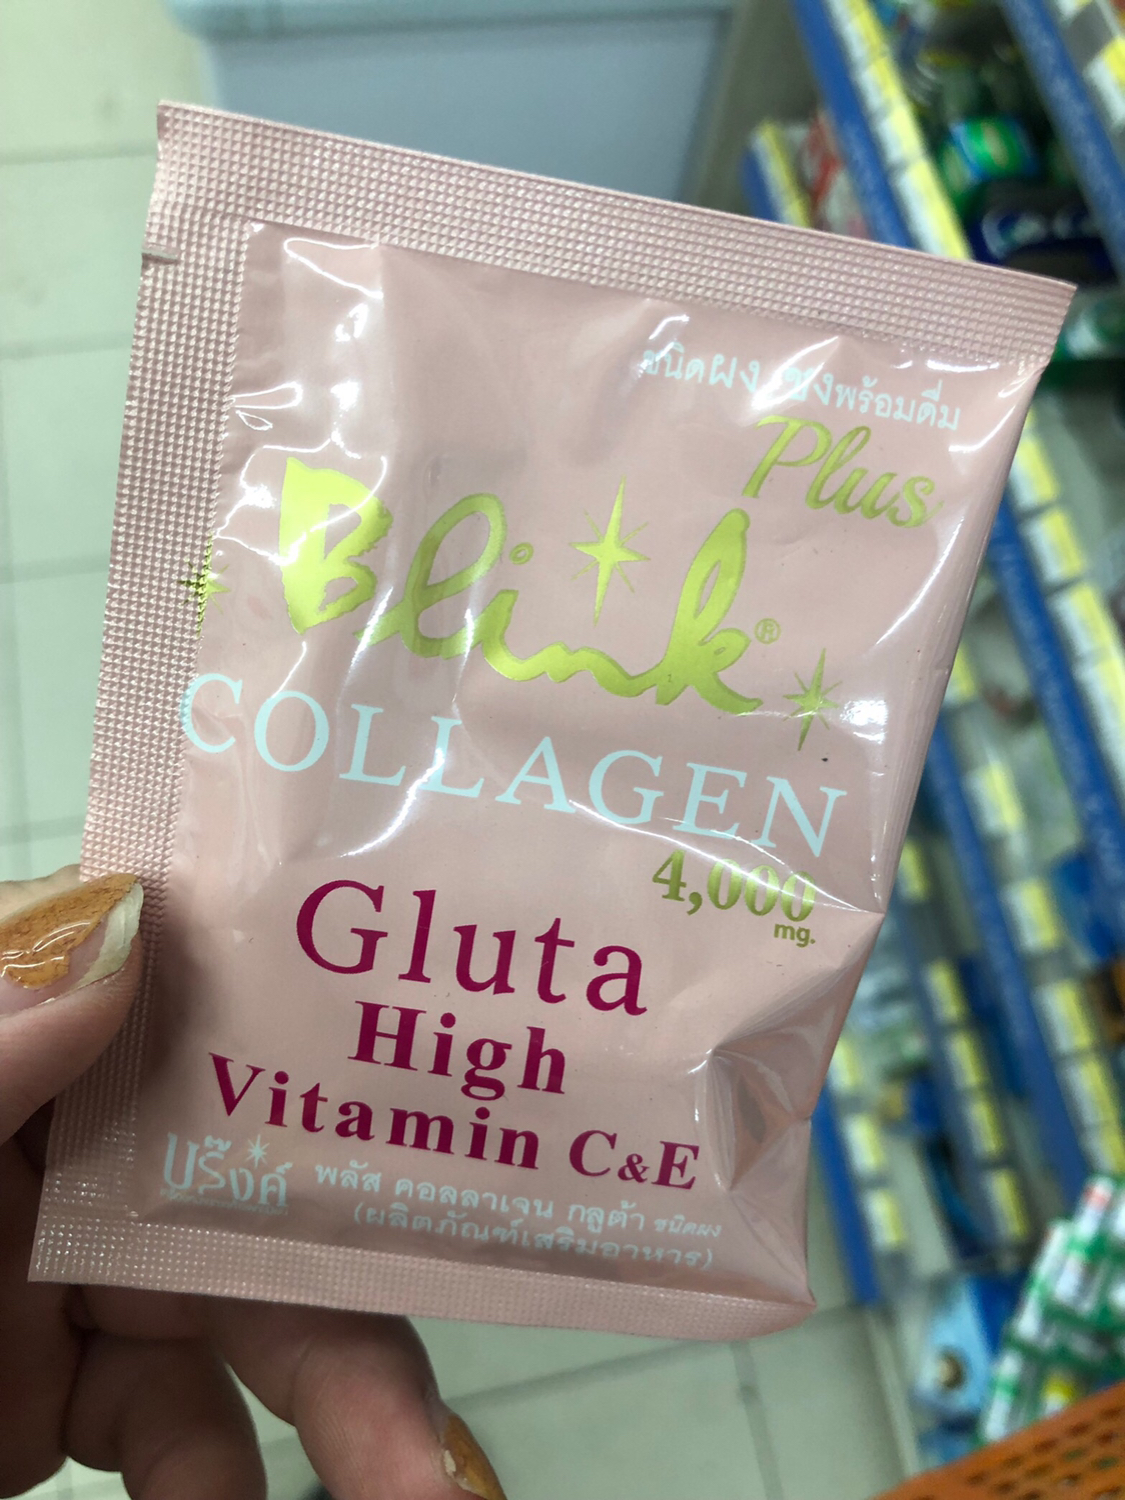 ชนิดผง ชงพร้อมดื่ม
Plus
Blink®
COLLAGEN
4,000
mg.
Gluta
High
Vitamin C&E
บริ๊งค์ พลัส คอลลาเจน กลูต้า ชนิดผง
(ผลิตภัณฑ์เสริมอาหาร)